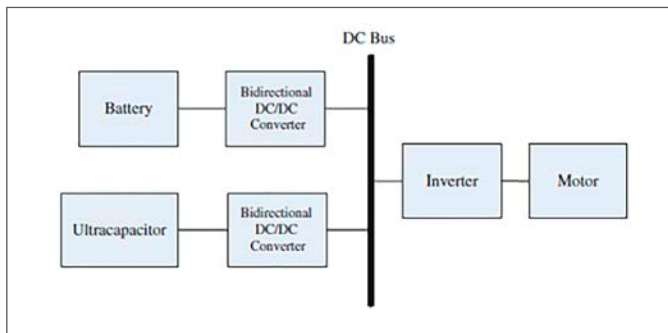 DC Bus
Battery
Bidirectional
DC/DC
Converter
Inverter
Motor
Ultracapacitor
Bidirectional
DC/DC
Converter